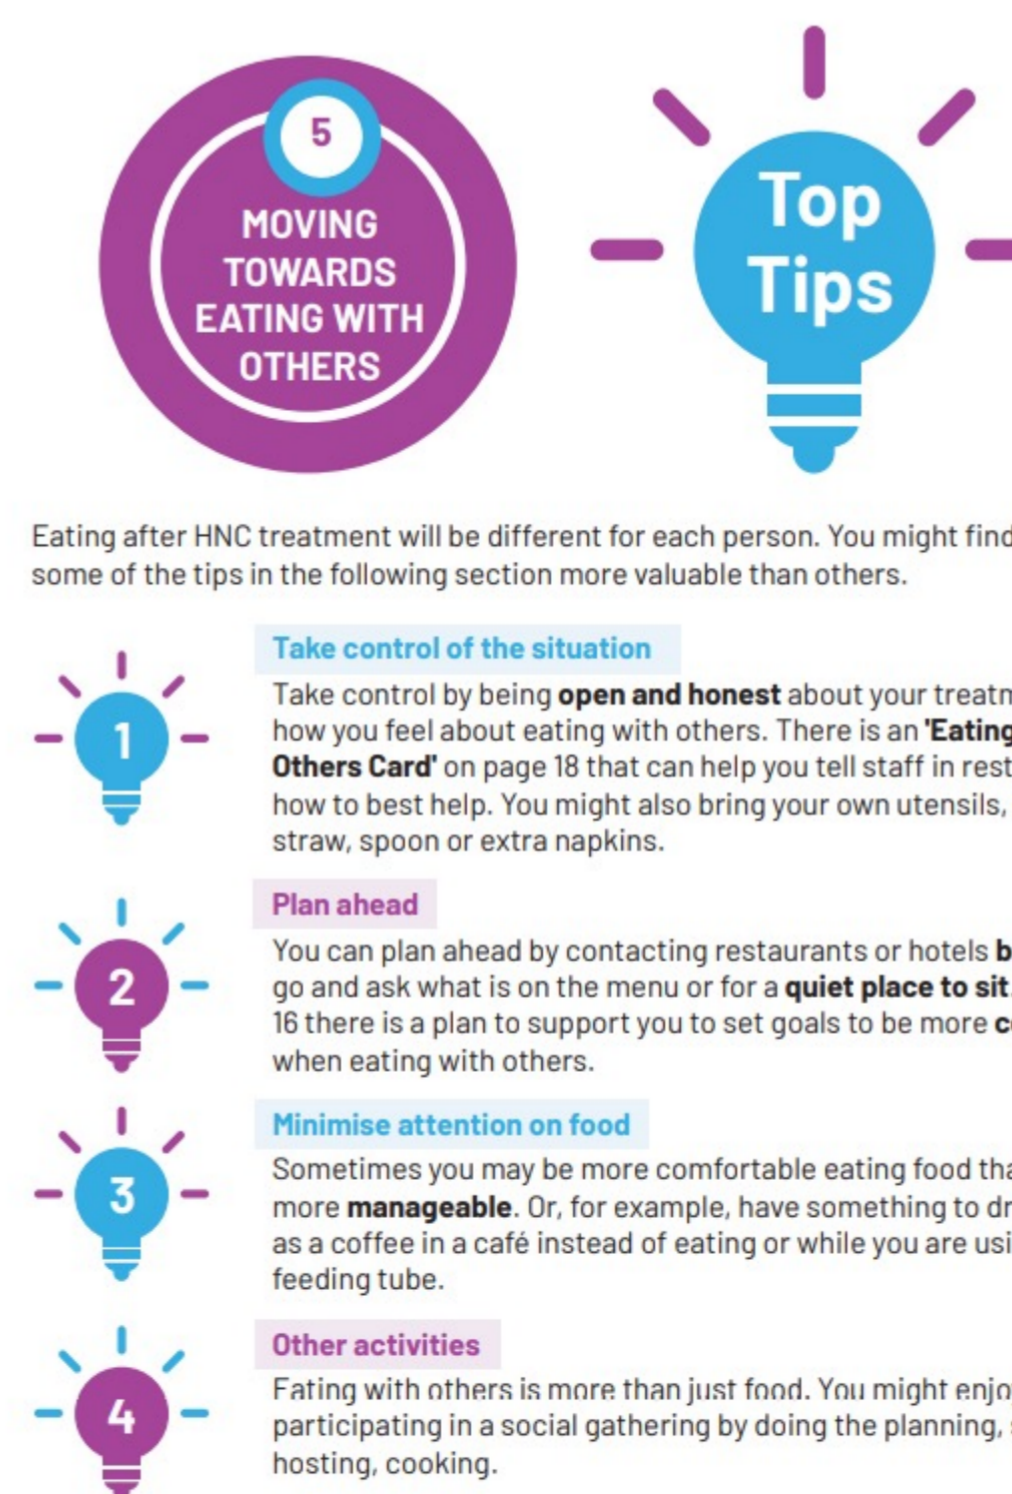 5
MOVING
TOWARDS
EATING WITH
OTHERS
Top
Tips
Eating after HNC treatment will be different for each person. You might find
some of the tips in the following section more valuable than others.
1
Take control of the situation
Take control by being open and honest about your
how you feel about eating with others. There is an 'Eating
Others Card' on page 18 that can help you tell staff in
how to best help. You might also bring your own utensils,
straw, spoon or extra napkins.
2
Plan ahead
You can plan ahead by contacting restaurants or hotels
go and ask what is on the menu or for a quiet place to sit.
16 there is a plan to support you to set goals to be more
when eating with others.
3
Minimise attention on food
Sometimes you may be more comfortable eating food
more manageable. Or, for example, have something to
as a coffee in a café instead of eating or while you are
feeding tube.
4
Other activities
Eating with others is more than just food. You might enjoy
participating in a social gathering by doing the planning,
hosting, cooking.